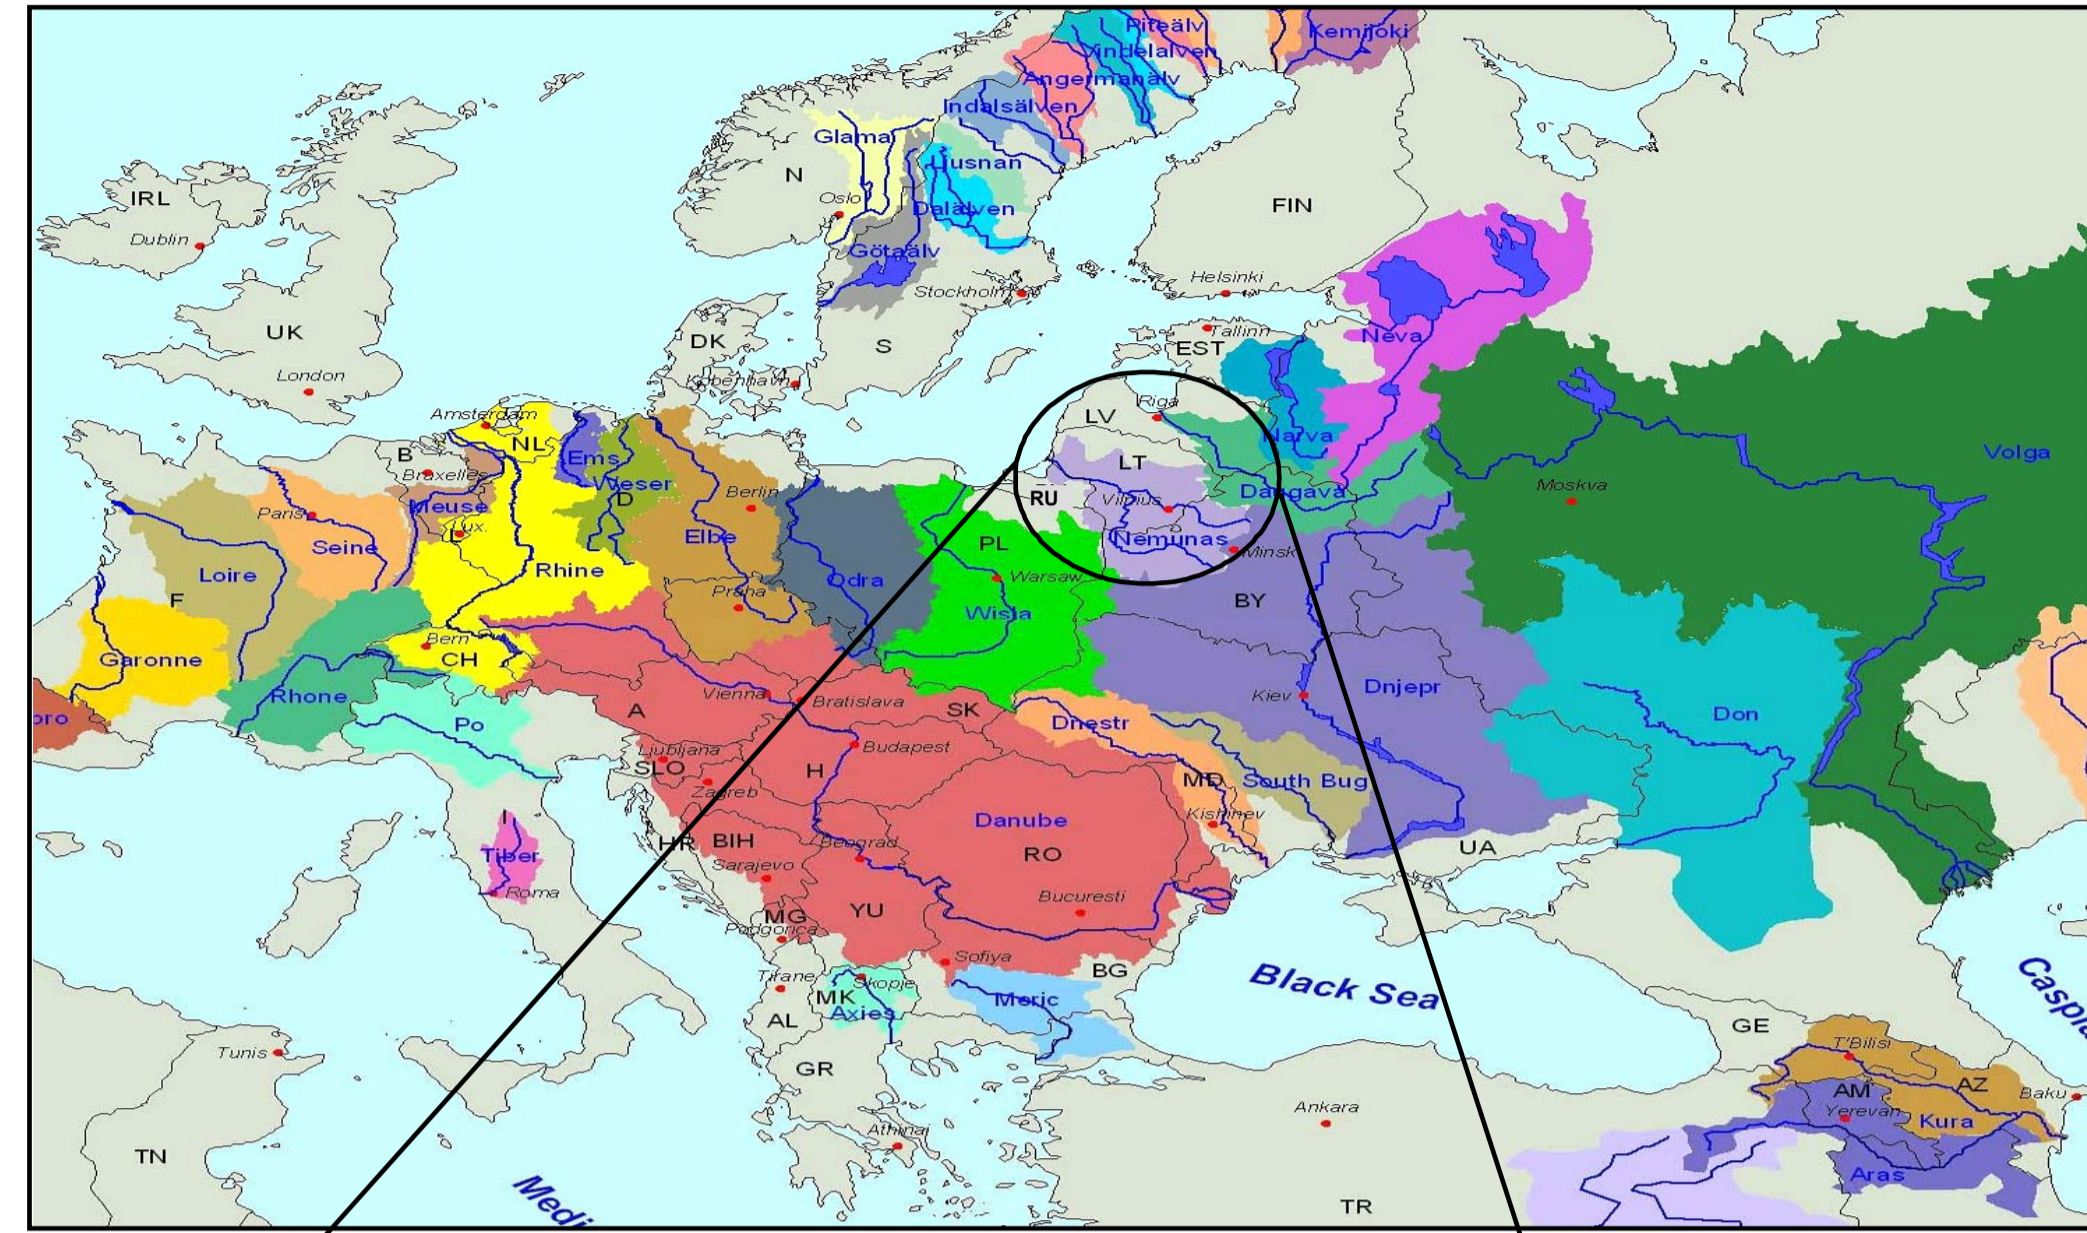 Piteälv
Kemijoki
Vindelalven
Angermanälv
Indalsälven
Glama
Ljusnan
N
IRL
Oslo
FIN
Dalälven
Dublin
Götaälv
Helsinki
Stockholm
UK
Tallinn
Neva
DK
S
EST
London
København
Riga
Amsterdam
LV
NL
Narva
B
Ems
LT
Volga
Bruxelles
Weser
Moskva
Berlin
Daugava
D
RU
Vilnius
Meuse
Paris
Lux.
L
Seine
Elbe
PL
Nemunas
Minsk
Rhine
Loire
Odra
Warsaw
F
Praha
Wisla
BY
Bern
Garonne
CH
Rhone
Vienna
Kiev
Dnjepr
Bratislava
bro
A
SK
Po
Dnestr
Don
Ljubljana
Budapest
SLO
H
MD
South Bug
Zagreb
I
Danube
Kishinev
HR
BIH
Beograd
Tiber
RO
UA
Sarajevo
Roma
Bucuresti
YU
MG
Podgorica
Sofiya
BG
Tirane
Skopje
Black Sea
Caspi
MK
Meric
Axies
AL
GE
Tunis
T'Bilisi
GR
AM
AZ
Baku
Ankara
Yerevan
Kura
Athinai
TN
Aras
Medi
TR